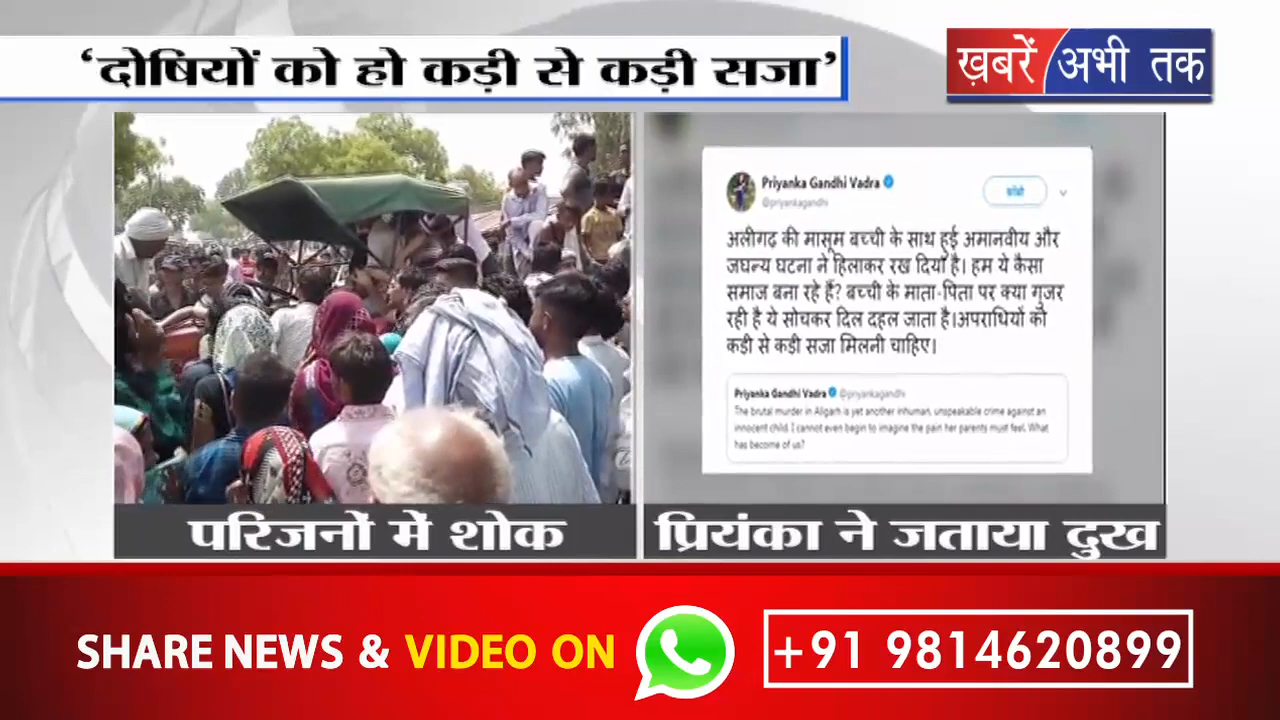 ‘दोषियों को हो कड़ी से कड़ी सजा’
ख़बरें अभी तक
Priyanka Gandhi Vadra
@priyankagandhi
अलीगढ़ की मासूम बच्ची के साथ हुई अमानवीय और
जघन्य घटना ने हिलाकर रख दिया है। हम ये कैसा
समाज बना रहे हैं? बच्ची के माता-पिता पर क्या गुजर
रही है ये सोचकर दिल दहल जाता है।अपराधियों को
कडी से कडी सजा मिलनी चाहिए।
Priyanka Gandhi Vadra @priyankagandhi
The brutal murder in Aligarh is yet another inhuman, unspeakable crime against an
innocent child. I cannot even begin to imagine the pain her parents must feel. What
has become of us?
परिजनों में शोक
प्रियंका ने जताया दुख
SHARE NEWS & VIDEO ON
+91 9814620899